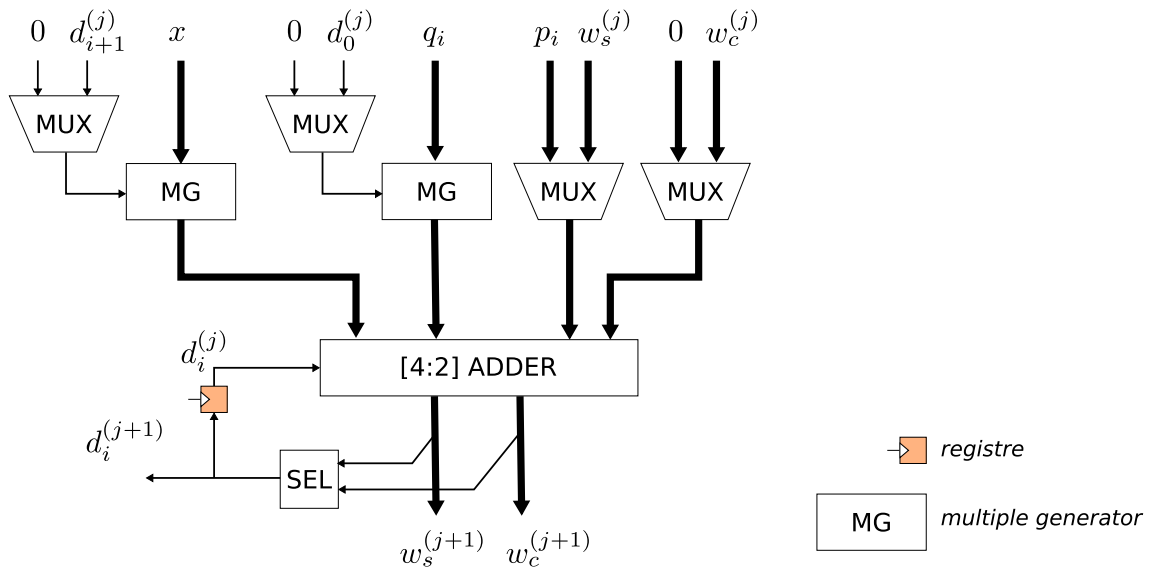 0 d_{i+1}^{(j)} x 0 d_0^{(j)} q_i p_i w_s^{(j)} 0 w_c^{(j)}
MUX MUX
MG MG MUX MUX
d_i^{(j)} [4:2] ADDER
d_i^{(j+1)} registre
SEL
MG multiple generator
w_s^{(j+1)} w_c^{(j+1)}